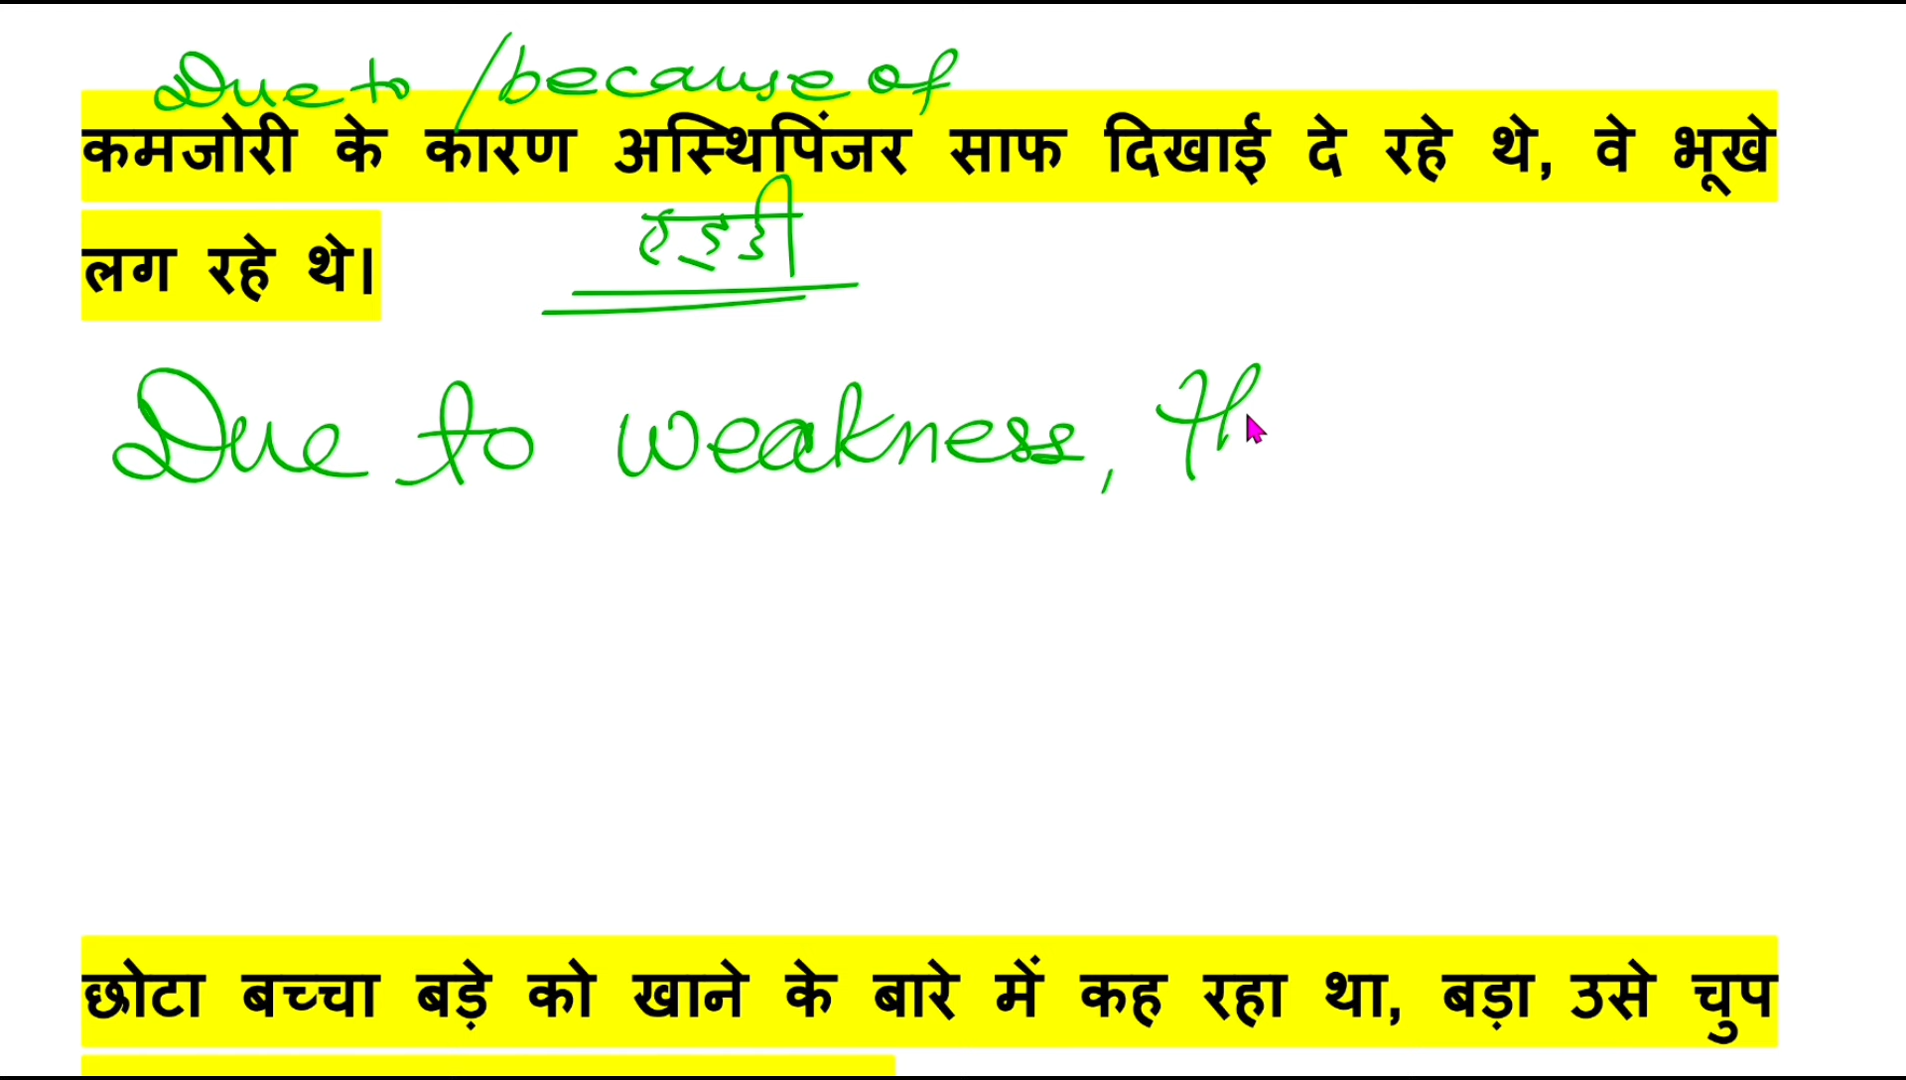 Due to / because of
कमजोरी के कारण अस्थिपिंजर साफ दिखाई दे रहे थे, वे भूखे
लग रहे थे।
Due to weakness, th
छोटा बच्चा बड़े को खाने के बारे में कह रहा था, बड़ा उसे चुप